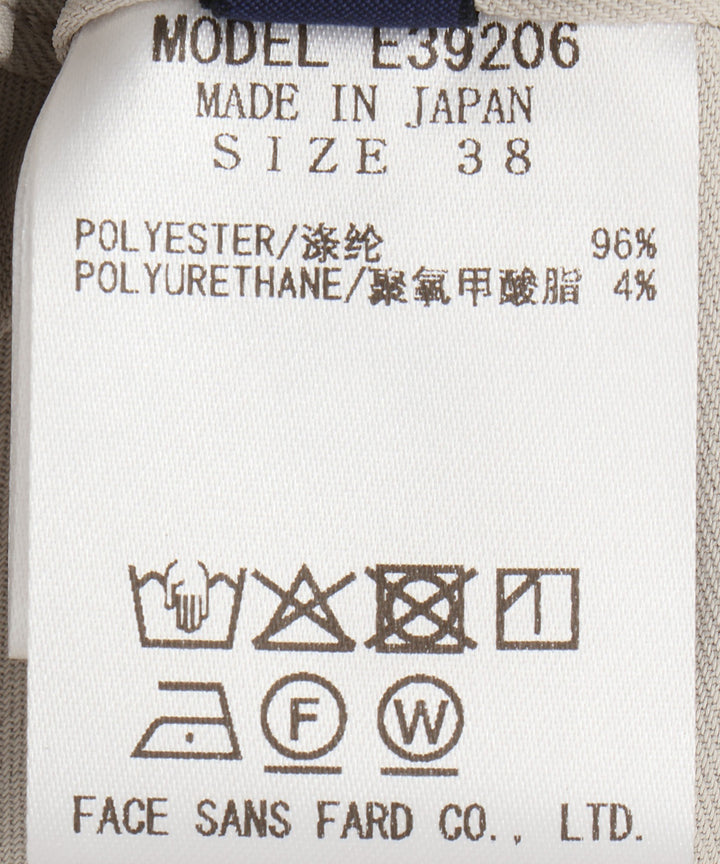 MODEL E39206
MADE IN JAPAN
SIZE 38
POLYESTER/涤纶 96%
POLYURETHANE/聚氧甲酸脂 4%
F W
FACE SANS FARD CO., LTD.